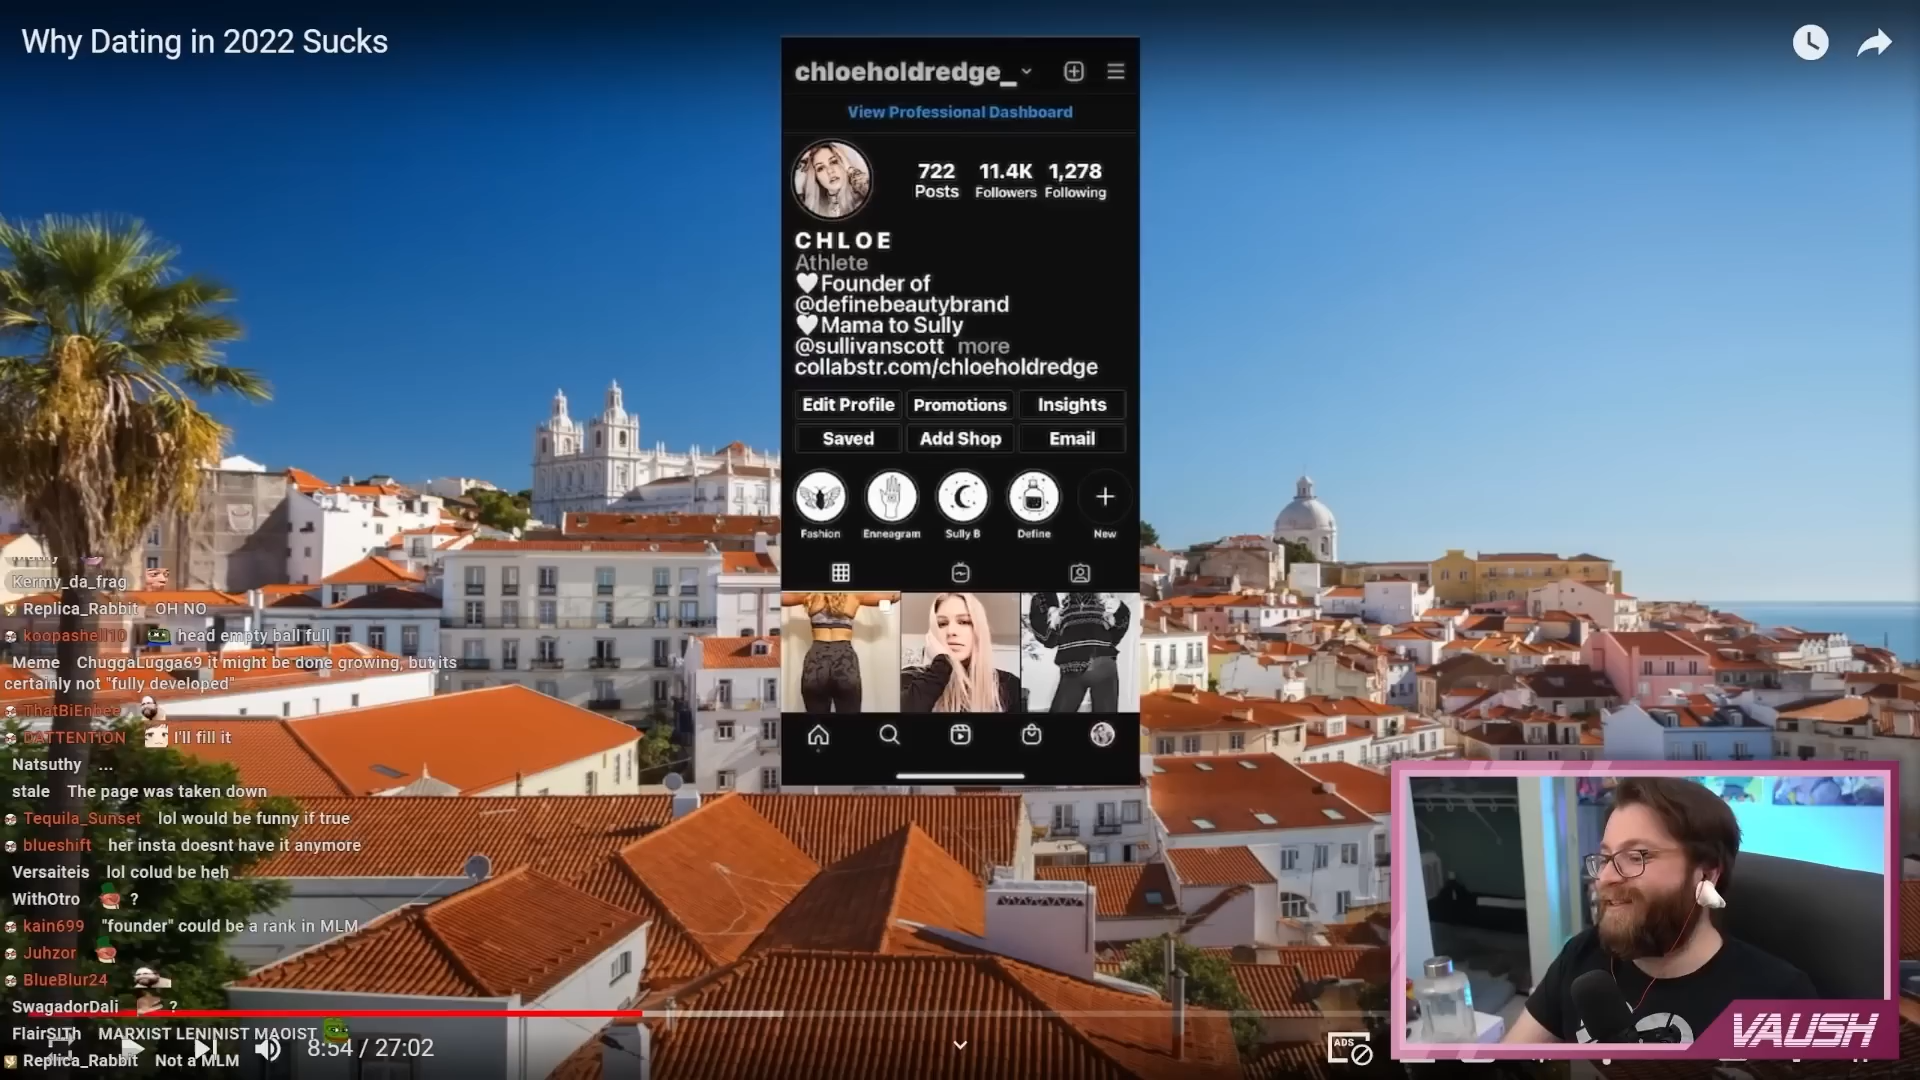 Why Dating in 2022 Sucks
chloeholdredge_
View Professional Dashboard
722 11.4K 1,278
Posts Followers Following
CHLOE
Athlete
🤍Founder of
@definebeautybrand
🤍Mama to Sully
@sullivanscott more
collabstr.com/chloeholdredge
Edit Profile Promotions Insights
Saved Add Shop Email
Fashion Enneagram Sully B Define New
Kermy_da_frag
Replica_Rabbit OH NO
koopashell10 head empty ball full
Meme ChuggaLugga69 it might be done growing, but its
certainly not "fully developed"
ThatBiEnbee
DATTENTION I'll fill it
Natsuthy ...
stale The page was taken down
Tequila_Sunset lol would be funny if true
blueshift her insta doesnt have it anymore
Versaiteis lol colud be heh
WithOtro ?
kain699 "founder" could be a rank in MLM
Juhzor
BlueBlur24
SwagadorDali ?
FlairSLTh MARXIST LENINIST MAOIST
Replica_Rabbit Not a MLM
8:54 / 27:02
ADS
VAUSH